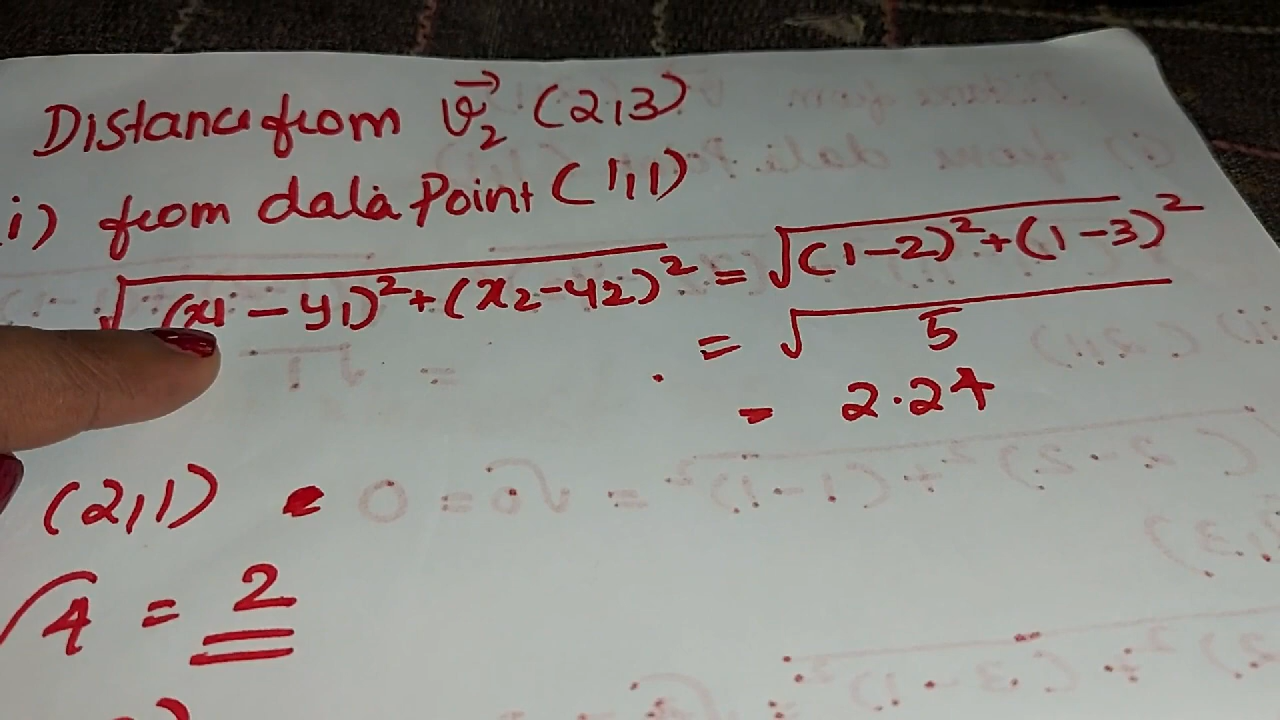 Distance from v⃗₂ (2,3)
i) from data Point (1,1)
√(x1 − y1)² + (x2 − y2)² = √(1−2)² + (1−3)²
= √5
= 2.24
(2,1)
√4 = 2